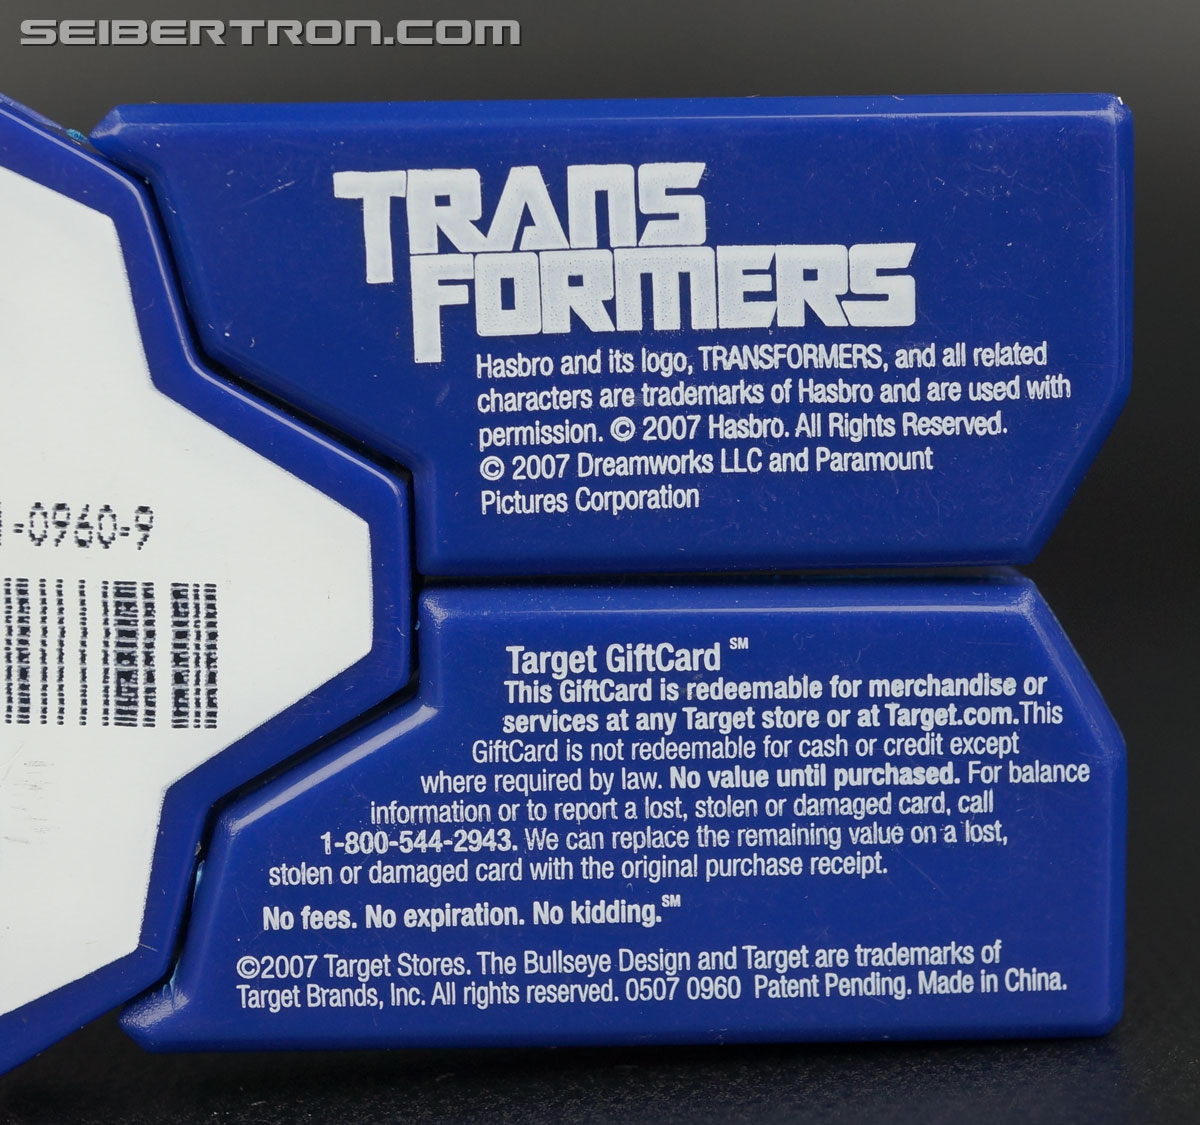 SEIBERTRON.COM
TRANS
FORMERS
Hasbro and its logo, TRANSFORMERS, and all related
characters are trademarks of Hasbro and are used with
permission. © 2007 Hasbro. All Rights Reserved.
© 2007 Dreamworks LLC and Paramount
Pictures Corporation
-0960-9
Target GiftCard℠
This GiftCard is redeemable for merchandise or
services at any Target store or at Target.com. This
GiftCard is not redeemable for cash or credit except
where required by law. No value until purchased. For balance
information or to report a lost, stolen or damaged card, call
1-800-544-2943. We can replace the remaining value on a lost,
stolen or damaged card with the original purchase receipt.
No fees. No expiration. No kidding.℠
©2007 Target Stores. The Bullseye Design and Target are trademarks of
Target Brands, Inc. All rights reserved. 0507 0960 Patent Pending. Made in China.